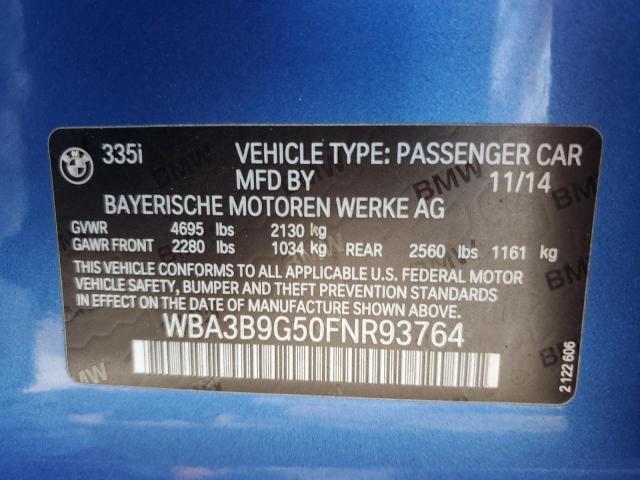 335i VEHICLE TYPE: PASSENGER CAR
MFD BY 11/14
BAYERISCHE MOTOREN WERKE AG
GVWR 4695 lbs 2130 kg
GAWR FRONT 2280 lbs 1034 kg REAR 2560 lbs 1161 kg
THIS VEHICLE CONFORMS TO ALL APPLICABLE U.S. FEDERAL MOTOR
VEHICLE SAFETY, BUMPER AND THEFT PREVENTION STANDARDS
IN EFFECT ON THE DATE OF MANUFACTURE SHOWN ABOVE.
WBA3B9G50FNR93764
2 122 606